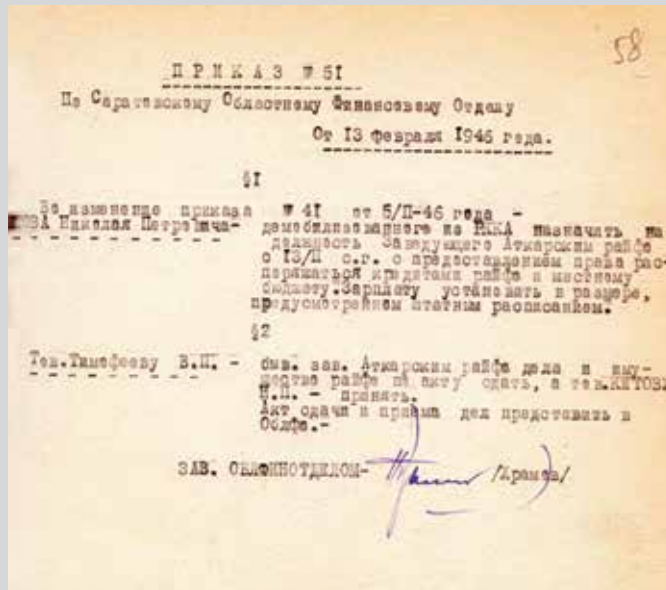 58
ПРИКАЗ № 51
По Саратовскому Областному Финансовому Отделу
От 13 февраля 1946 года.
§1
Во изменение приказа № 41 от 5/II-46 года -
Николая Петровича- демобилизованного из РККА назначить на
должность Заведующего Аткарским райфо
с 13/II с.г. с предоставлением права рас-
поряжаться кредитами райфо и местному
бюджету. Зарплату установить в размере,
предусмотренном штатным расписанием.
§2
Тов. Тимофееву В.П. - быв. зав. Аткарским райфо дела и иму-
щество райфо по акту сдать, а тов. КИТОВУ
Н.П. - принять.
Акт сдачи и приема дел представить в
Облфо.-
ЗАВ. ОБЛФИНОТДЕЛОМ- /Храмов/